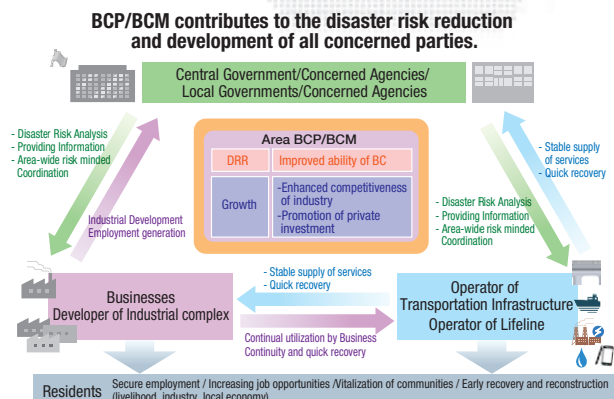 BCP/BCM contributes to the disaster risk reduction
and development of all concerned parties.
Central Government/Concerned Agencies/
Local Governments/Concerned Agencies
- Disaster Risk Analysis
- Providing Information
- Area-wide risk minded
Coordination
Industrial Development
Employment generation
Area BCP/BCM
DRR
Improved ability of BC
Growth
-Enhanced competitiveness
of industry
-Promotion of private
investment
- Stable supply
of services
- Quick recovery
- Disaster Risk Analysis
- Providing Information
- Area-wide risk minded
Coordination
Businesses
Developer of Industrial complex
- Stable supply of services
- Quick recovery
Continual utilization by Business
Continuity and quick recovery
Operator of
Transportation Infrastructure
Operator of Lifeline
Residents
Secure employment / Increasing job opportunities /Vitalization of communities / Early recovery and reconstruction
(livelihood, industry, local economy)